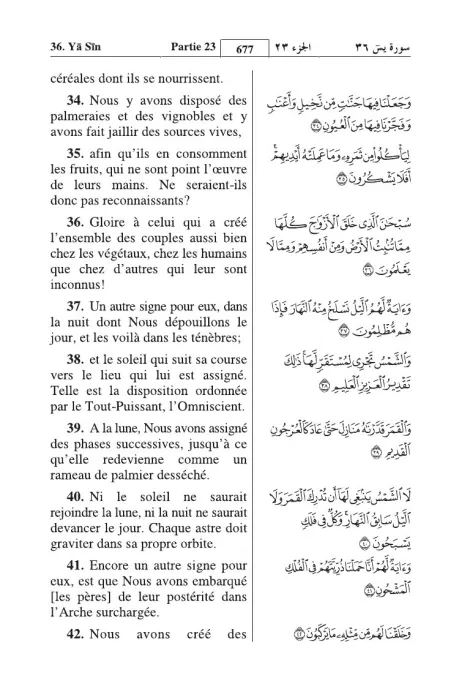 36. Yā Sīn Partie 23 677 الجزء ٢٣ سورة يسٓ ٣٦
céréales dont ils se nourrissent.
34. Nous y avons disposé des
palmeraies et des vignobles et y
avons fait jaillir des sources vives,
35. afin qu’ils en consomment
les fruits, qui ne sont point l’œuvre
de leurs mains. Ne seraient-ils
donc pas reconnaissants?
36. Gloire à celui qui a créé
l’ensemble des couples aussi bien
chez les végétaux, chez les humains
que chez d’autres qui leur sont
inconnus!
37. Un autre signe pour eux, dans
la nuit dont Nous dépouillons le
jour, et les voilà dans les ténèbres;
38. et le soleil qui suit sa course
vers le lieu qui lui est assigné.
Telle est la disposition ordonnée
par le Tout-Puissant, l’Omniscient.
39. A la lune, Nous avons assigné
des phases successives, jusqu’à ce
qu’elle redevienne comme un
rameau de palmier desséché.
40. Ni le soleil ne saurait
rejoindre la lune, ni la nuit ne saurait
devancer le jour. Chaque astre doit
graviter dans sa propre orbite.
41. Encore un autre signe pour
eux, est que Nous avons embarqué
[les pères] de leur postérité dans
l’Arche surchargée.
42. Nous avons créé des
وَجَعَلْنَا فِيهَا جَنَّٰتٍ مِّن نَّخِيلٍ وَأَعْنَٰبٍ
وَفَجَّرْنَا فِيهَا مِنَ ٱلْعُيُونِ ٣٤
لِيَأْكُلُوا۟ مِن ثَمَرِهِۦ وَمَا عَمِلَتْهُ أَيْدِيهِمْ ۖ
أَفَلَا يَشْكُرُونَ ٣٥
سُبْحَٰنَ ٱلَّذِى خَلَقَ ٱلْأَزْوَٰجَ كُلَّهَا
مِمَّا تُنۢبِتُ ٱلْأَرْضُ وَمِنْ أَنفُسِهِمْ وَمِمَّا لَا
يَعْلَمُونَ ٣٦
وَءَايَةٌ لَّهُمُ ٱلَّيْلُ نَسْلَخُ مِنْهُ ٱلنَّهَارَ فَإِذَا
هُم مُّظْلِمُونَ ٣٧
وَٱلشَّمْسُ تَجْرِى لِمُسْتَقَرٍّ لَّهَا ۚ ذَٰلِكَ
تَقْدِيرُ ٱلْعَزِيزِ ٱلْعَلِيمِ ٣٨
وَٱلْقَمَرَ قَدَّرْنَٰهُ مَنَازِلَ حَتَّىٰ عَادَ كَٱلْعُرْجُونِ
ٱلْقَدِيمِ ٣٩
لَا ٱلشَّمْسُ يَنۢبَغِى لَهَآ أَن تُدْرِكَ ٱلْقَمَرَ وَلَا
ٱلَّيْلُ سَابِقُ ٱلنَّهَارِ ۚ وَكُلٌّ فِى فَلَكٍ
يَسْبَحُونَ ٤٠
وَءَايَةٌ لَّهُمْ أَنَّا حَمَلْنَا ذُرِّيَّتَهُمْ فِى ٱلْفُلْكِ
ٱلْمَشْحُونِ ٤١
وَخَلَقْنَا لَهُم مِّن مِّثْلِهِۦ مَا يَرْكَبُونَ ٤٢